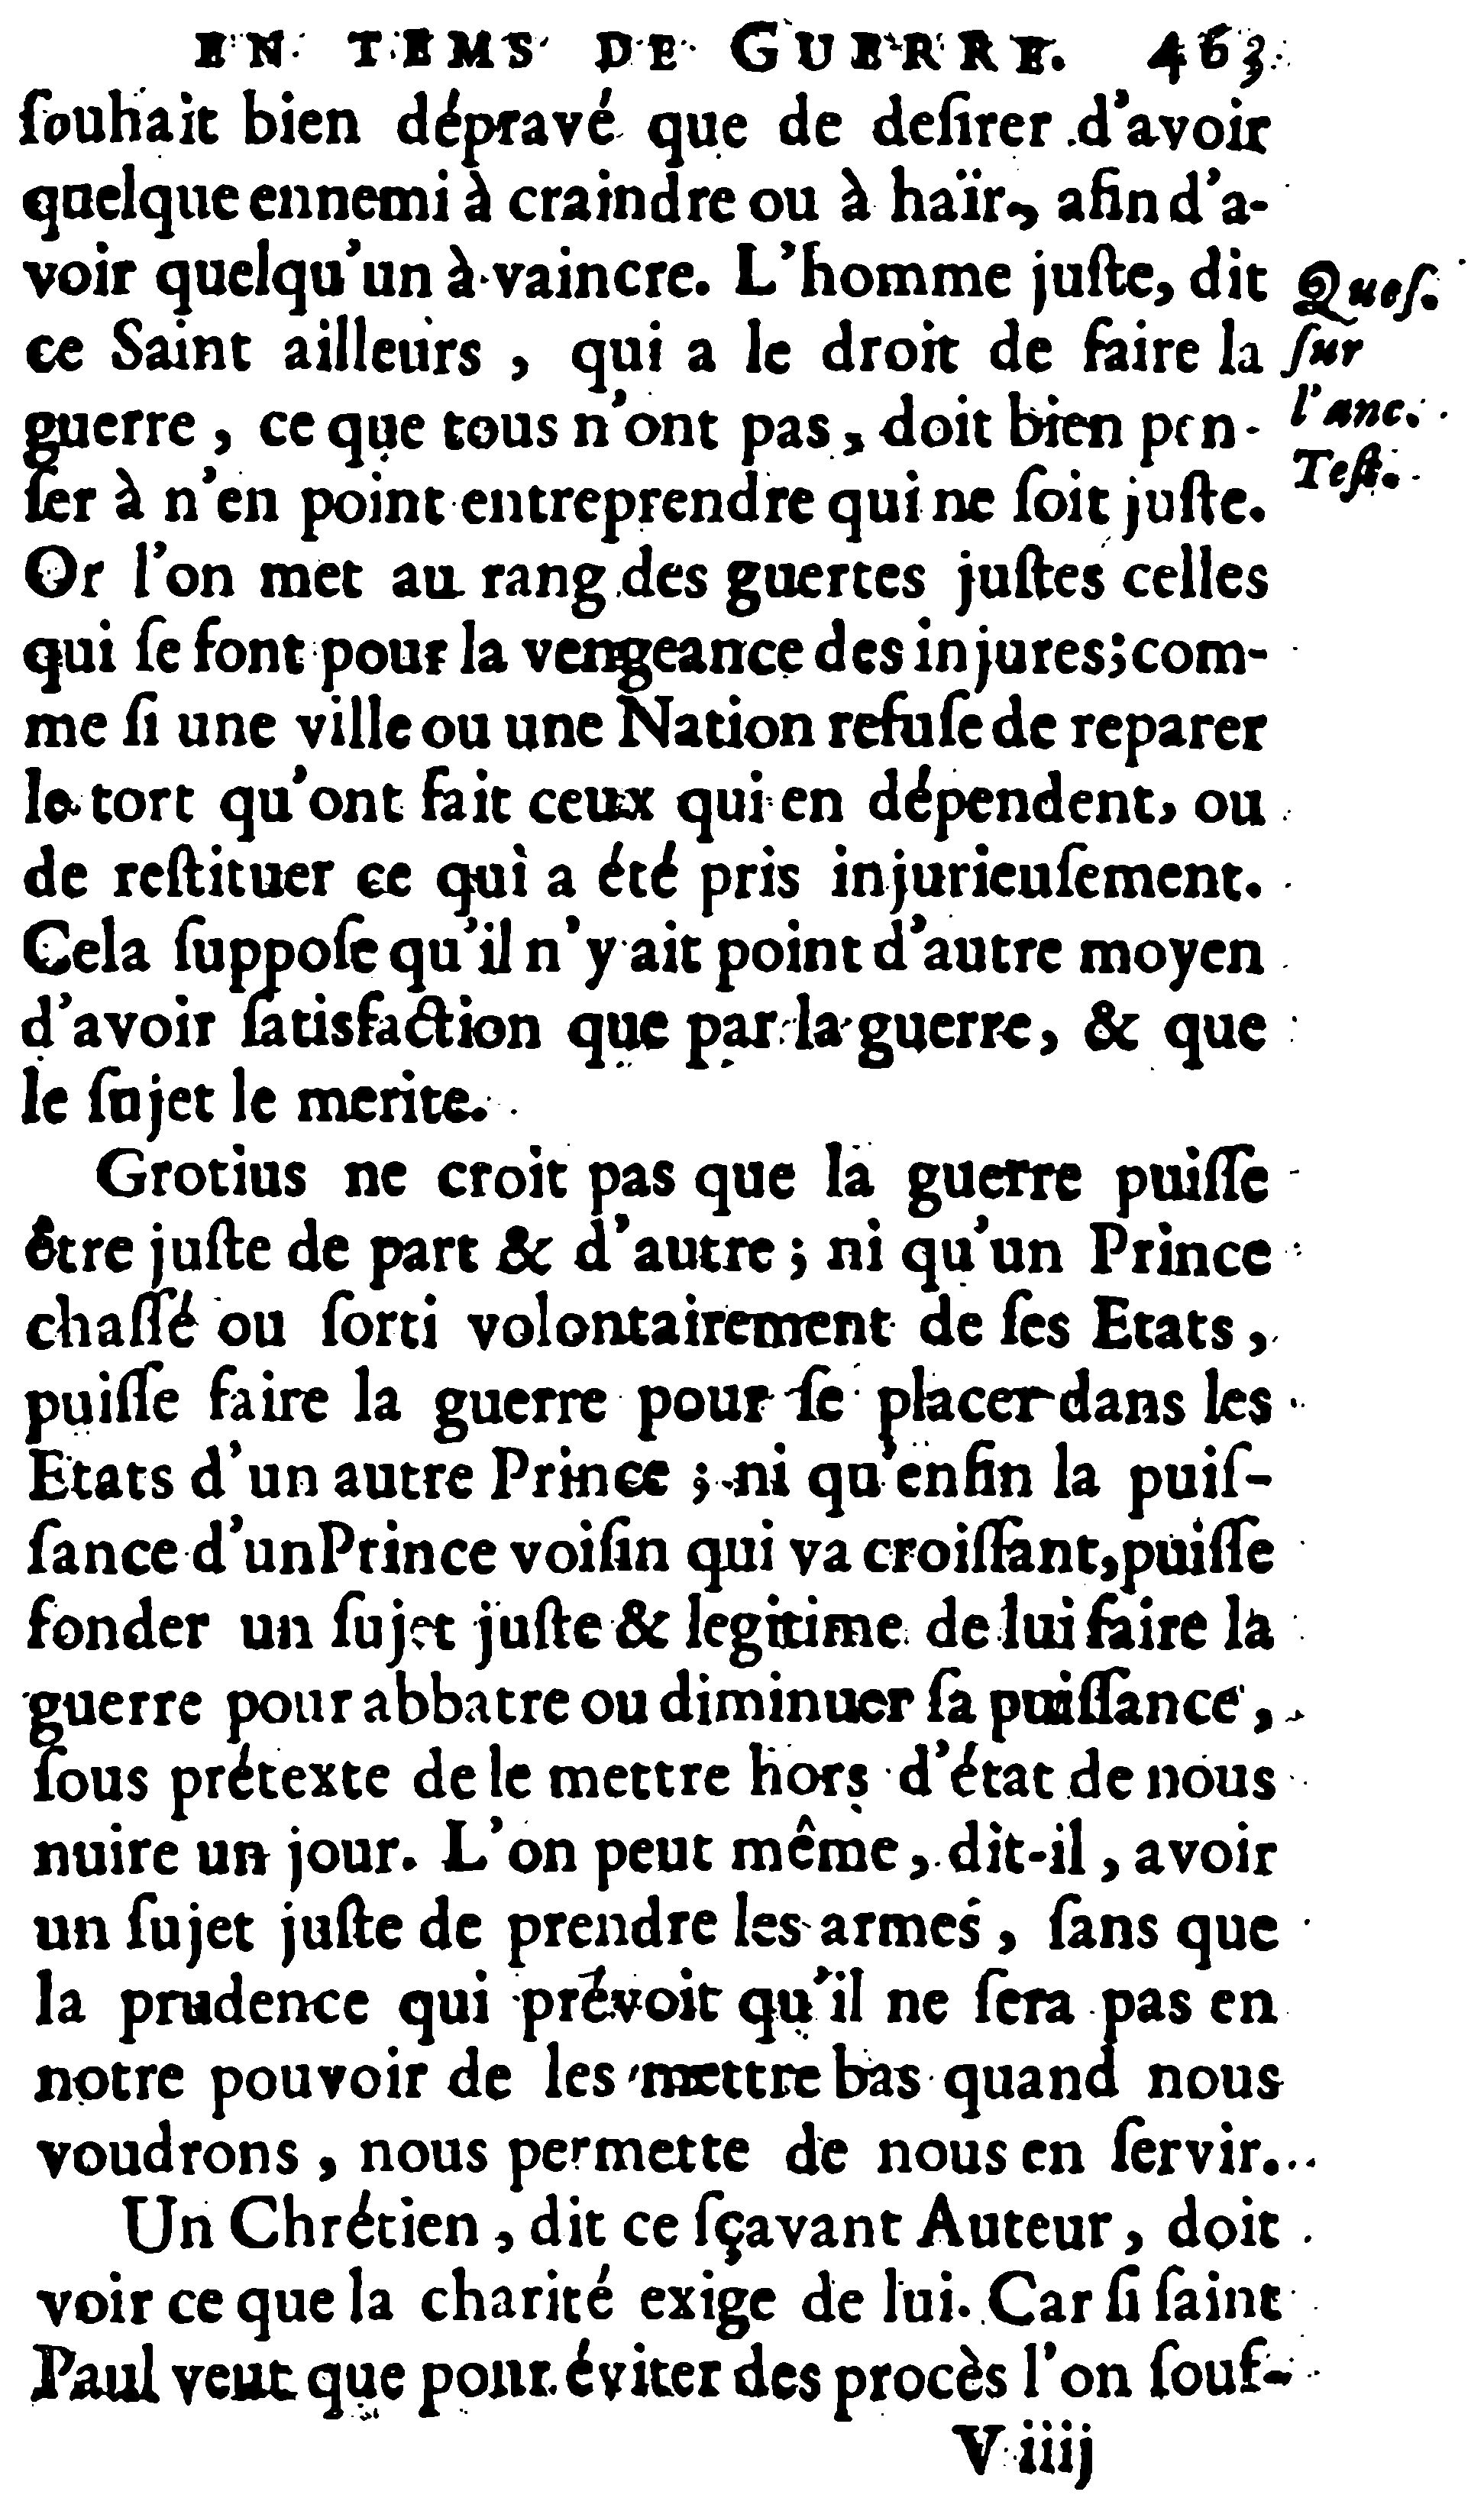 EN TEMS DE GUERRE. 463
ſouhait bien dépravé que de deſirer d'avoir
quelque ennemi à craindre ou à haïr, afin d'a-
voir quelqu'un à vaincre. L'homme juſte, dit
ce Saint ailleurs, qui a le droit de faire la
guerre, ce que tous n'ont pas, doit bien pen-
ſer à n'en point entreprendre qui ne ſoit juſte.
Or l'on met au rang des guerres juſtes celles
qui ſe font pour la vengeance des injures; com-
me ſi une ville ou une Nation refuſe de reparer
le tort qu'ont fait ceux qui en dépendent, ou
de reſtituer ce qui a été pris injurieuſement.
Cela ſuppoſe qu'il n'y ait point d'autre moyen
d'avoir ſatisfaction que par la guerre, & que
le ſujet le merite.
Queſ.
ſur
l'anc.
Teſt.
Grotius ne croit pas que la guerre puiſſe
être juſte de part & d'autre; ni qu'un Prince
chaſſé ou ſorti volontairement de ſes Etats,
puiſſe faire la guerre pour ſe placer dans les
Etats d'un autre Prince; ni qu'enfin la puiſ-
ſance d'un Prince voiſin qui va croiſſant, puiſſe
fonder un ſujet juſte & legitime de lui faire la
guerre pour abbatre ou diminuer ſa puiſſance,
ſous prétexte de le mettre hors d'état de nous
nuire un jour. L'on peut même, dit-il, avoir
un ſujet juſte de prendre les armes, ſans que
la prudence qui prévoit qu'il ne ſera pas en
notre pouvoir de les mettre bas quand nous
voudrons, nous permette de nous en ſervir.
Un Chrétien, dit ce ſçavant Auteur, doit
voir ce que la charité exige de lui. Car ſi ſaint
Paul veut que pour éviter des procès l'on ſouf-
V iiij